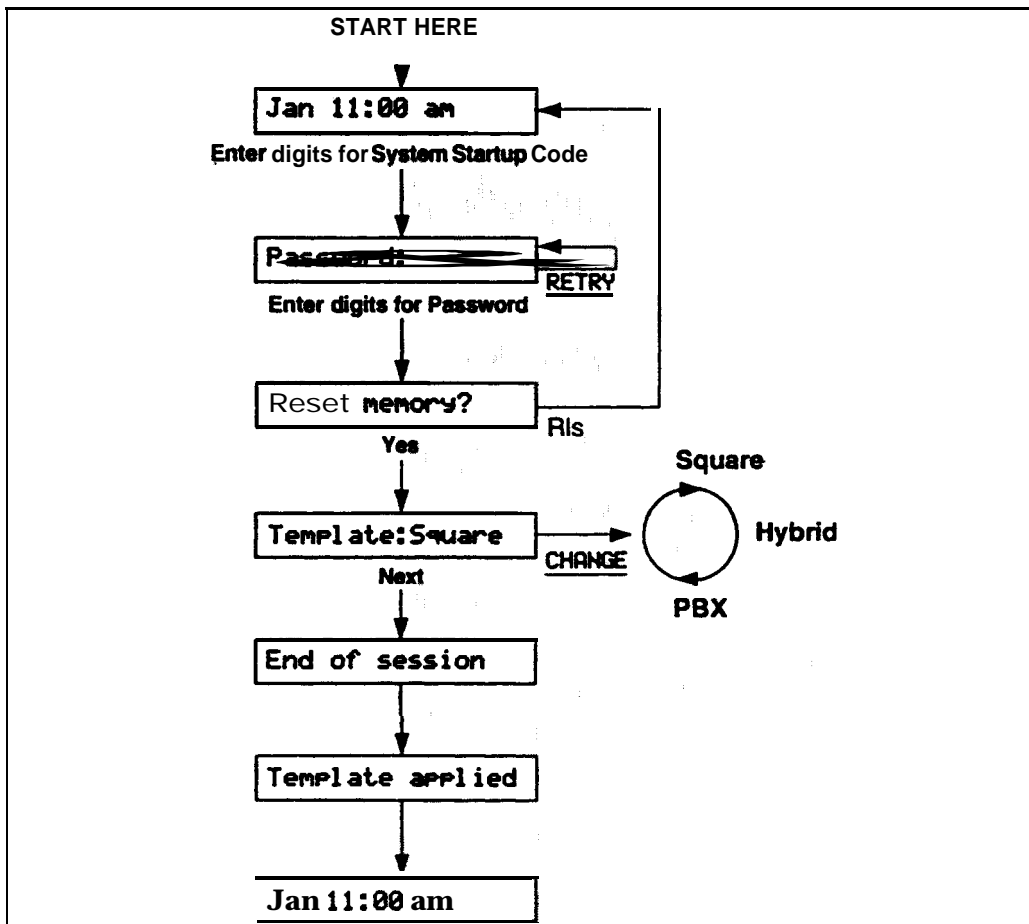 START HERE
Jan 11:00 am
Enter digits for System Startup Code
Password:
RETRY
Enter digits for Password
Reset memory?
Rls
Yes
Square
Template:Square
Hybrid
CHANGE
Next
PBX
End of session
Template applied
Jan 11:00 am